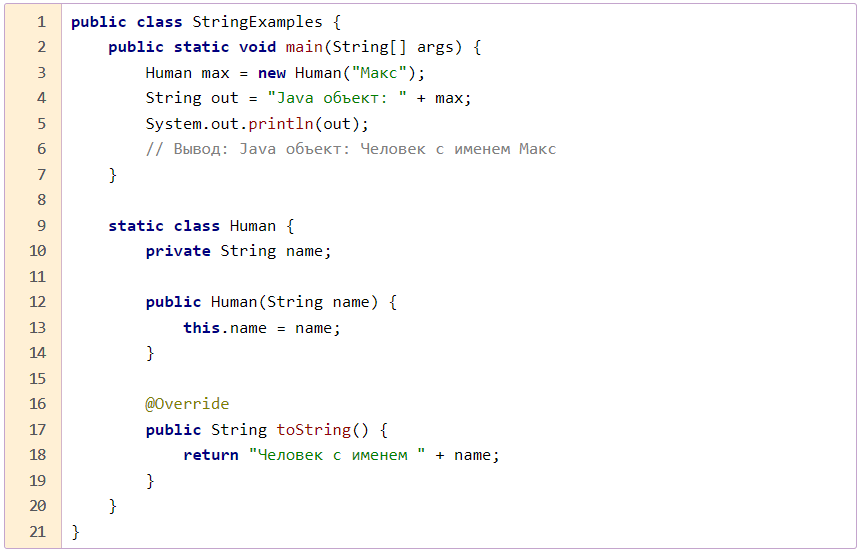 1 public class StringExamples {
2     public static void main(String[] args) {
3         Human max = new Human("Макс");
4         String out = "Java объект: " + max;
5         System.out.println(out);
6         // Вывод: Java объект: Человек с именем Макс
7     }
8
9     static class Human {
10         private String name;
11
12         public Human(String name) {
13             this.name = name;
14         }
15
16         @Override
17         public String toString() {
18             return "Человек с именем " + name;
19         }
20     }
21 }